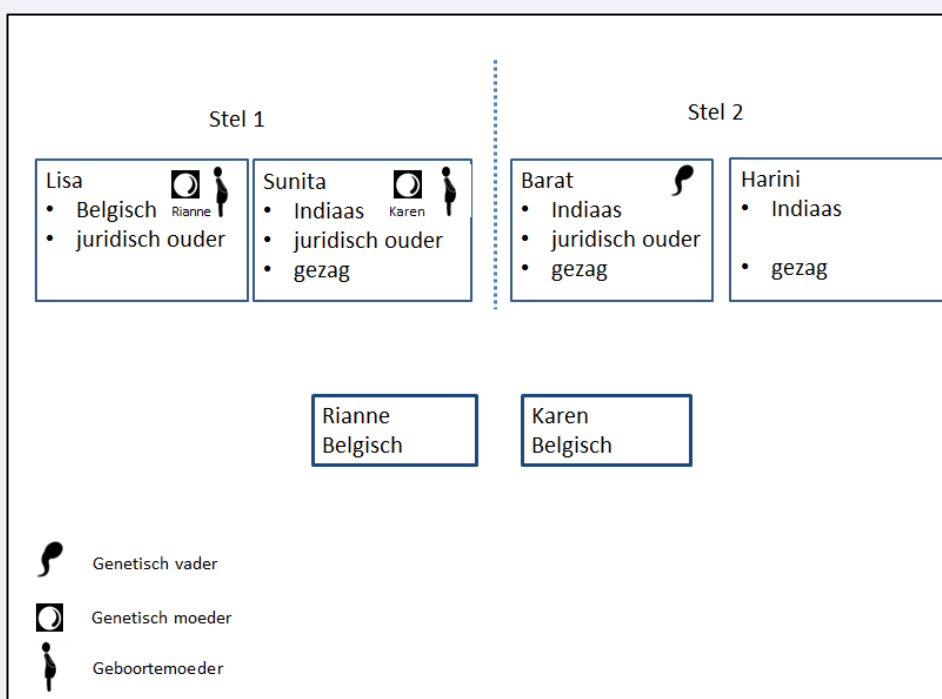 Stel 1
Stel 2
Lisa
• Belgisch
Rianne
• juridisch ouder
Sunita
• Indiaas
Karen
• juridisch ouder
• gezag
Barat
• Indiaas
• juridisch ouder
• gezag
Harini
• Indiaas
• gezag
Rianne
Belgisch
Karen
Belgisch
Genetisch vader
Genetisch moeder
Geboortemoeder